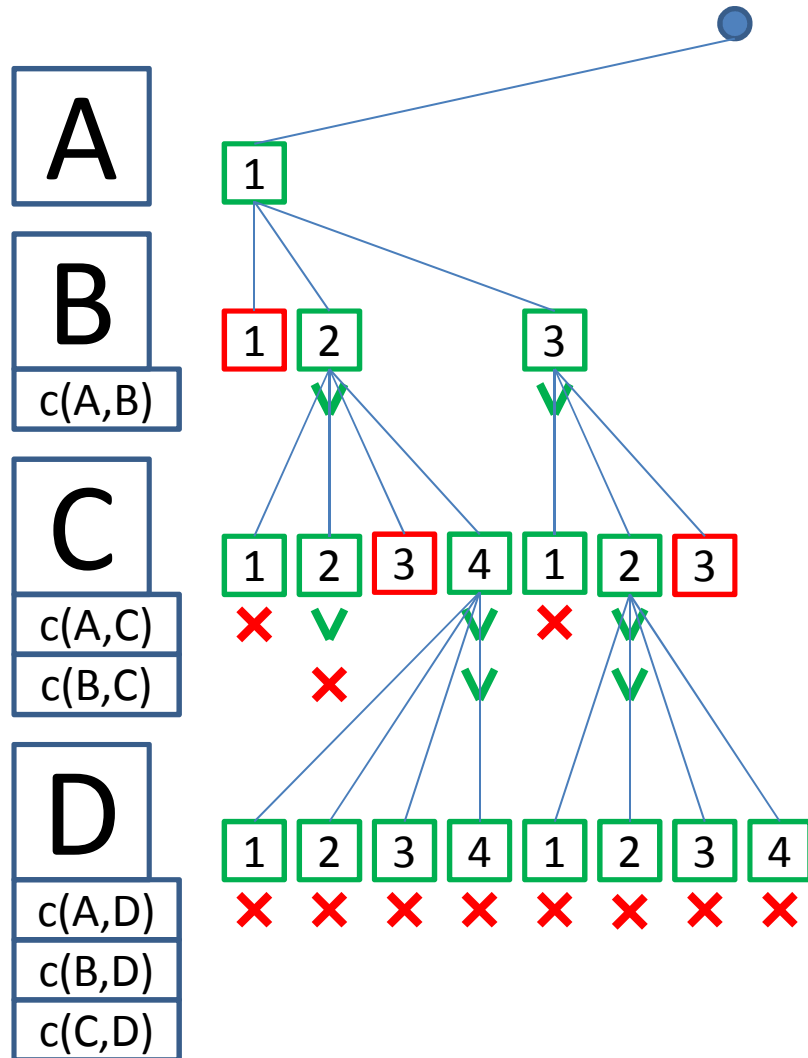 A
1
B
1 2 3
c(A,B)
C
1 2 3 4 1 2 3
c(A,C)
c(B,C)
D
1 2 3 4 1 2 3 4
c(A,D)
c(B,D)
c(C,D)